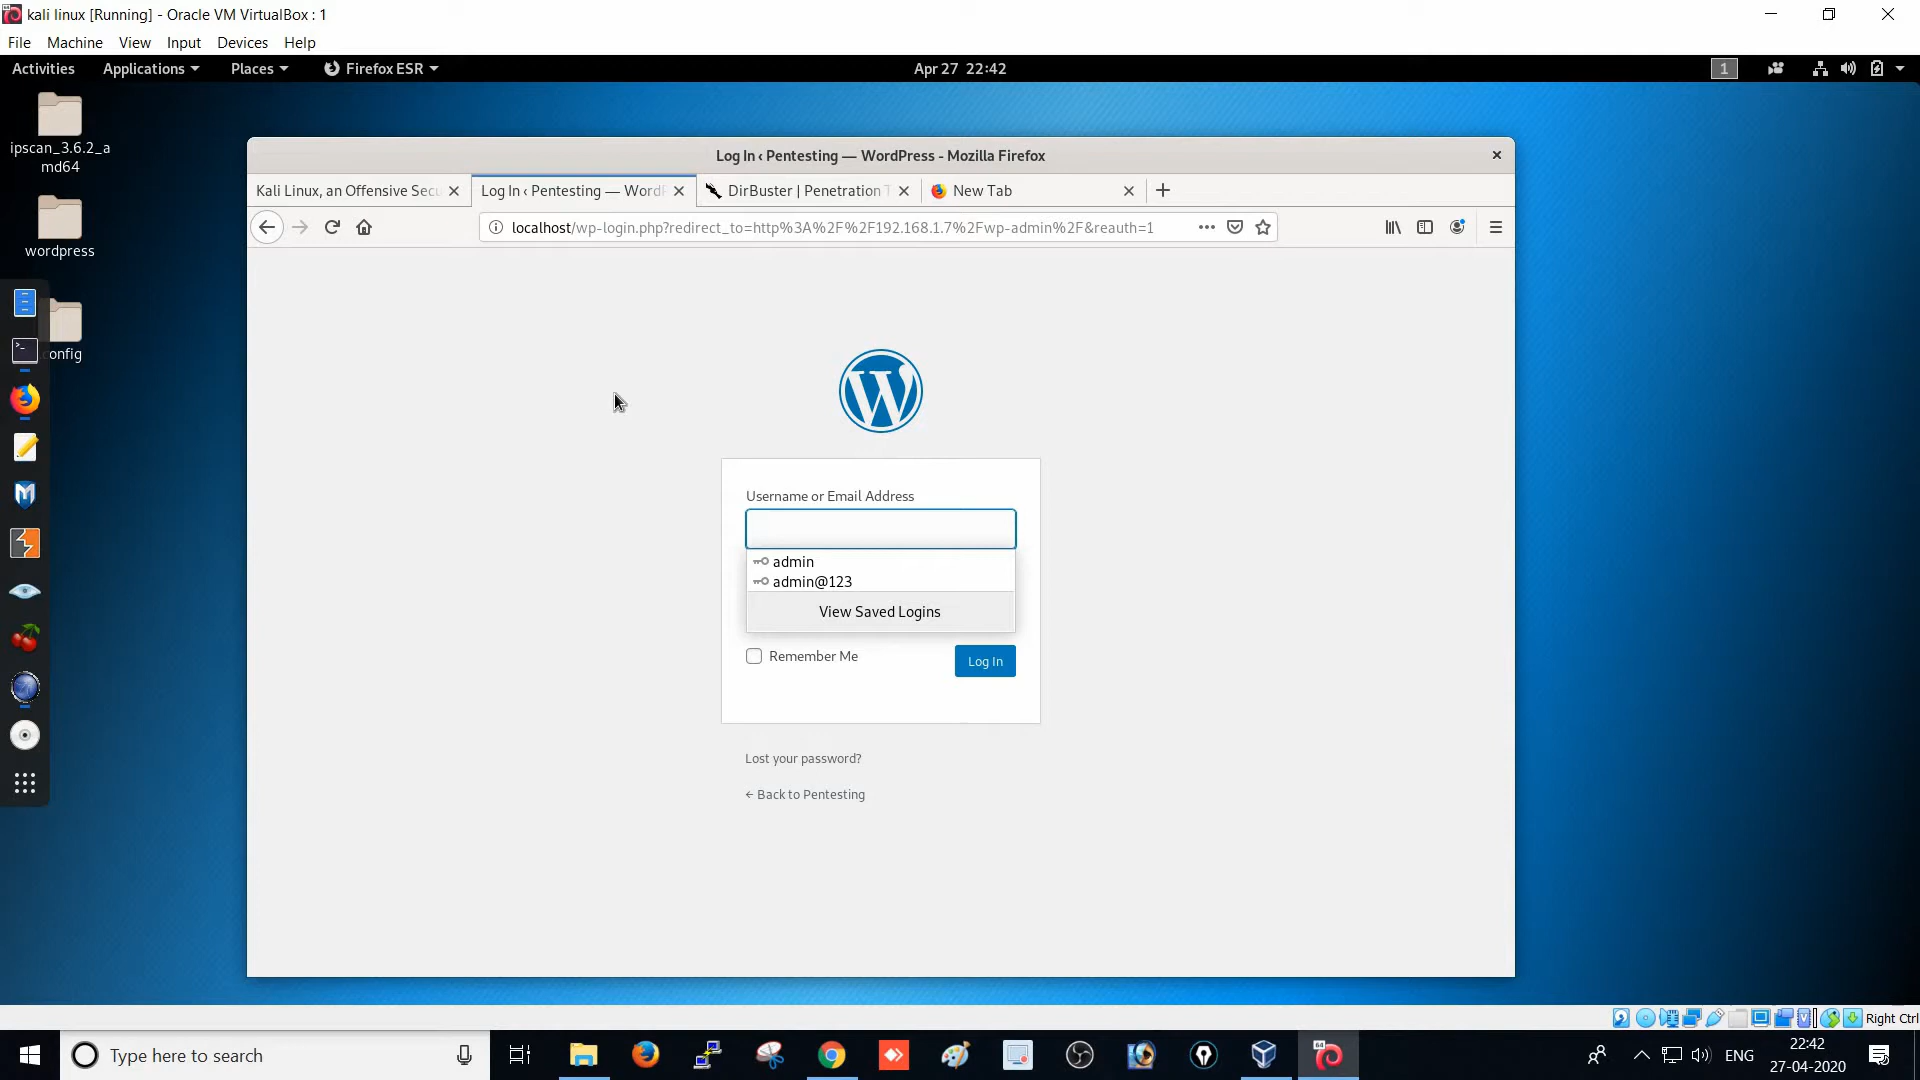 kali linux [Running] - Oracle VM VirtualBox : 1
File Machine View Input Devices Help
Activities Applications Places Firefox ESR Apr 27 22:42 1
ipscan_3.6.2_a
md64
wordpress
onfig
Log In ‹ Pentesting — WordPress - Mozilla Firefox
Kali Linux, an Offensive Secu Log In ‹ Pentesting — WordP DirBuster | Penetration T New Tab
localhost/wp-login.php?redirect_to=http%3A%2F%2F192.168.1.7%2Fwp-admin%2F&reauth=1
Username or Email Address
admin
admin@123
View Saved Logins
Remember Me Log In
Lost your password?
← Back to Pentesting
Right Ctrl
Type here to search
ENG 22:42
27-04-2020